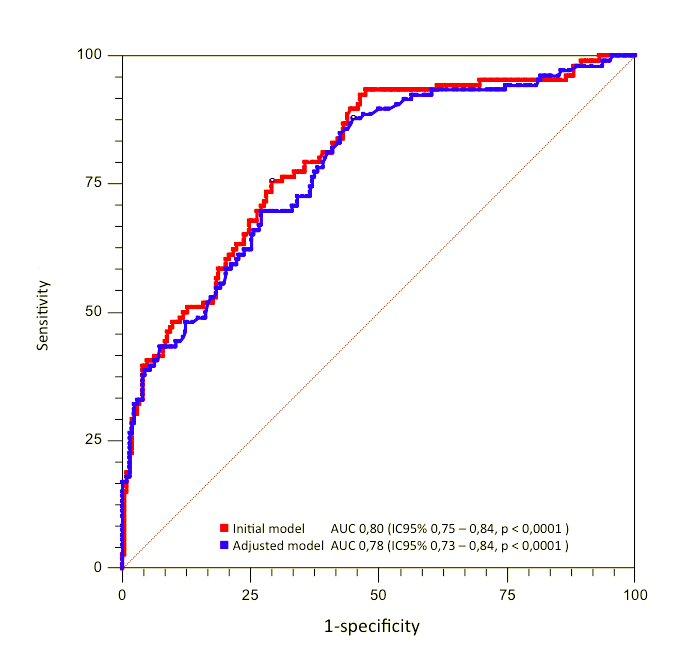 100
75
50
25
0
Sensitivity
Initial model AUC 0,80 (IC95% 0,75 – 0,84, p < 0,0001 )
Adjusted model AUC 0,78 (IC95% 0,73 – 0,84, p < 0,0001 )
0 25 50 75 100
1-specificity